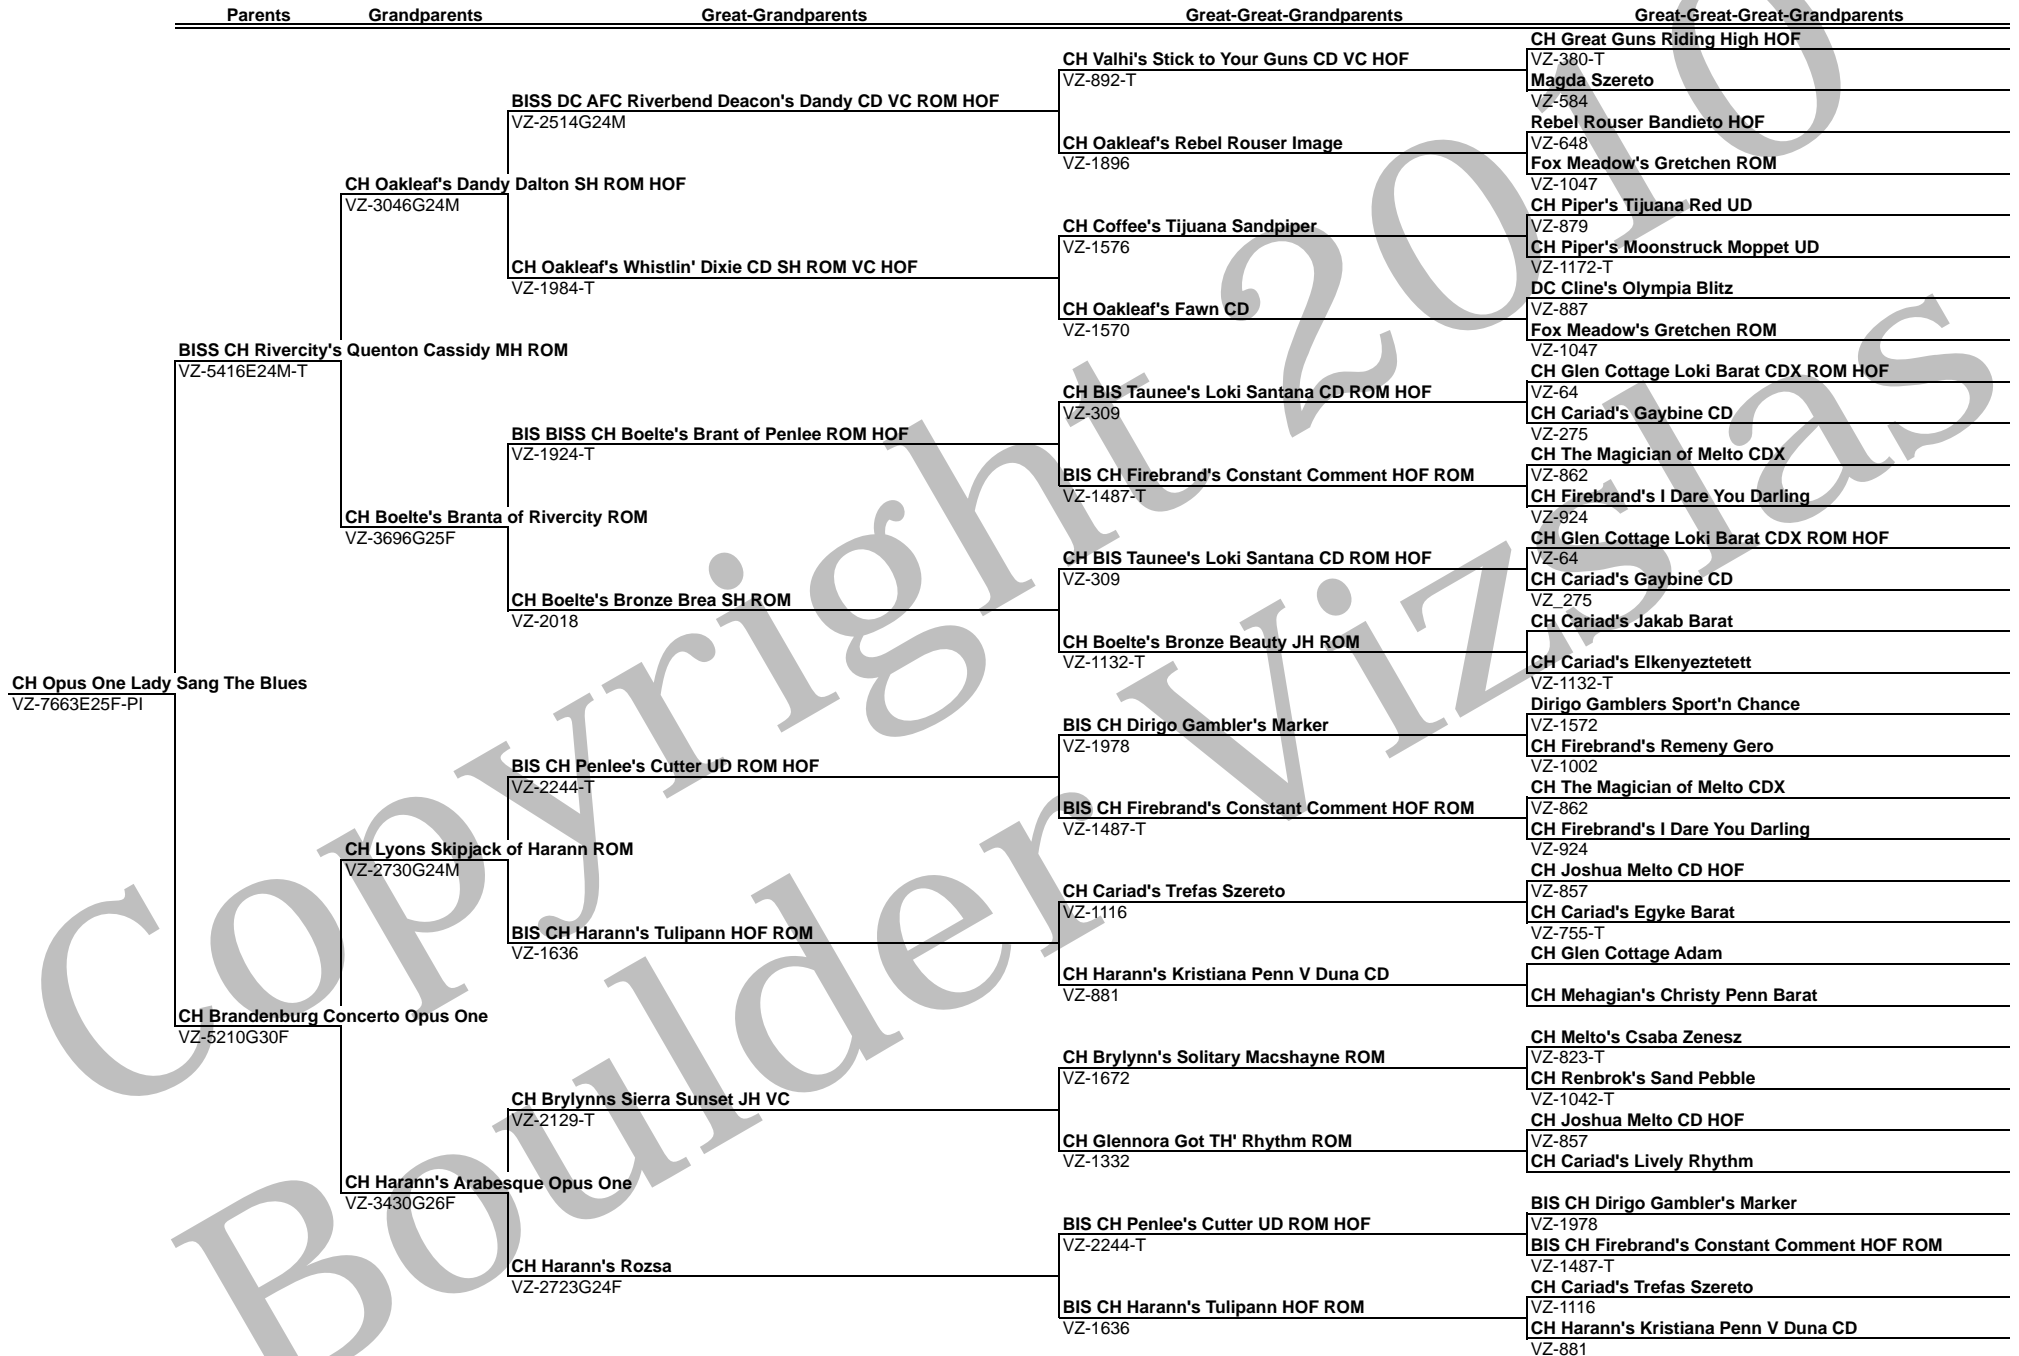 Parents Grandparents Great-Grandparents Great-Great-Grandparents Great-Great-Great-Grandparents
CH Great Guns Riding High HOF
CH Valhi's Stick to Your Guns CD VC HOF
VZ-380-T
VZ-892-T
Magda Szereto
BISS DC AFC Riverbend Deacon's Dandy CD VC ROM HOF
VZ-584
VZ-2514G24M
Rebel Rouser Bandieto HOF
CH Oakleaf's Rebel Rouser Image
VZ-648
VZ-1896
Fox Meadow's Gretchen ROM
CH Oakleaf's Dandy Dalton SH ROM HOF
VZ-1047
VZ-3046G24M
CH Piper's Tijuana Red UD
CH Coffee's Tijuana Sandpiper
VZ-879
VZ-1576
CH Piper's Moonstruck Moppet UD
CH Oakleaf's Whistlin' Dixie CD SH ROM VC HOF
VZ-1172-T
VZ-1984-T
DC Cline's Olympia Blitz
CH Oakleaf's Fawn CD
VZ-887
VZ-1570
Fox Meadow's Gretchen ROM
BISS CH Rivercity's Quenton Cassidy MH ROM
VZ-1047
VZ-5416E24M-T
CH Glen Cottage Loki Barat CDX ROM HOF
CH BIS Taunee's Loki Santana CD ROM HOF
VZ-64
VZ-309
CH Cariad's Gaybine CD
BIS BISS CH Boelte's Brant of Penlee ROM HOF
VZ-275
VZ-1924-T
CH The Magician of Melto CDX
BIS CH Firebrand's Constant Comment HOF ROM
VZ-862
VZ-1487-T
CH Firebrand's I Dare You Darling
CH Boelte's Branta of Rivercity ROM
VZ-924
VZ-3696G25F
CH Glen Cottage Loki Barat CDX ROM HOF
CH BIS Taunee's Loki Santana CD ROM HOF
VZ-64
VZ-309
CH Cariad's Gaybine CD
CH Boelte's Bronze Brea SH ROM
VZ_275
VZ-2018
CH Cariad's Jakab Barat
CH Boelte's Bronze Beauty JH ROM
VZ-1132-T
CH Cariad's Elkenyeztetett
CH Opus One Lady Sang The Blues
VZ-1132-T
VZ-7663E25F-PI
Dirigo Gamblers Sport'n Chance
BIS CH Dirigo Gambler's Marker
VZ-1572
VZ-1978
CH Firebrand's Remeny Gero
BIS CH Penlee's Cutter UD ROM HOF
VZ-1002
VZ-2244-T
CH The Magician of Melto CDX
BIS CH Firebrand's Constant Comment HOF ROM
VZ-862
VZ-1487-T
CH Firebrand's I Dare You Darling
CH Lyons Skipjack of Harann ROM
VZ-924
VZ-2730G24M
CH Joshua Melto CD HOF
CH Cariad's Trefas Szereto
VZ-857
VZ-1116
CH Cariad's Egyke Barat
BIS CH Harann's Tulipann HOF ROM
VZ-755-T
VZ-1636
CH Glen Cottage Adam
CH Harann's Kristiana Penn V Duna CD
VZ-881
CH Mehagian's Christy Penn Barat
CH Brandenburg Concerto Opus One
VZ-5210G30F
CH Melto's Csaba Zenesz
CH Brylynn's Solitary Macshayne ROM
VZ-823-T
VZ-1672
CH Renbrok's Sand Pebble
CH Brylynns Sierra Sunset JH VC
VZ-1042-T
VZ-2129-T
CH Joshua Melto CD HOF
CH Glennora Got TH' Rhythm ROM
VZ-857
VZ-1332
CH Cariad's Lively Rhythm
CH Harann's Arabesque Opus One
VZ-3430G26F
BIS CH Dirigo Gambler's Marker
BIS CH Penlee's Cutter UD ROM HOF
VZ-1978
VZ-2244-T
BIS CH Firebrand's Constant Comment HOF ROM
CH Harann's Rozsa
VZ-1487-T
VZ-2723G24F
CH Cariad's Trefas Szereto
BIS CH Harann's Tulipann HOF ROM
VZ-1116
VZ-1636
CH Harann's Kristiana Penn V Duna CD
VZ-881
Copyright 2010
Boulder Vizslas